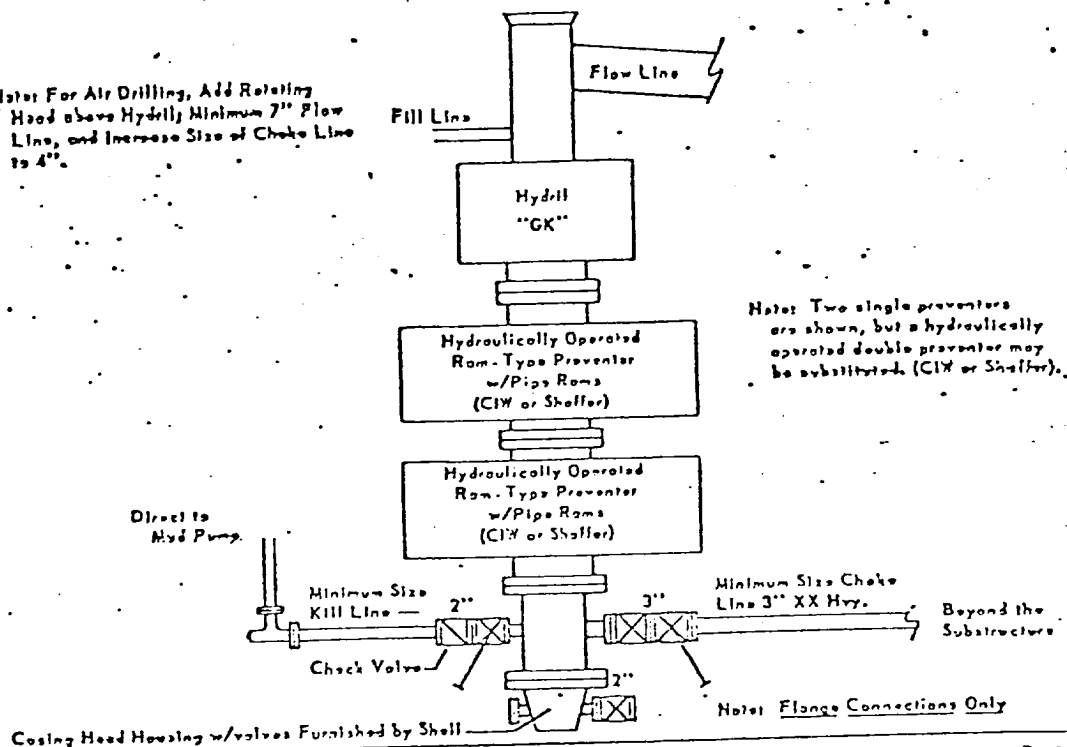 Flow Line
Note: For Air Drilling, Add Rotating
Head above Hydril; Minimum 7" Flow
Line, and Increase Size of Choke Line
to 4".
Fill Line
Hydril
"GK"
Note: Two single preventers
are shown, but a hydraulically
operated double preventer may
be substituted. (CIW or Shaffer).
Hydraulically Operated
Ram-Type Preventer
w/Pipe Rams
(CIW or Shaffer)
Hydraulically Operated
Ram-Type Preventer
w/Pipe Rams
(CIW or Shaffer)
Direct to
Mud Pump
Minimum Size
Kill Line
2"
3"
Minimum Size Choke
Line 3" XX Hvy.
Beyond the
Substructure
Check Valve
2"
Note: Flange Connections Only
Casing Head Housing w/valves Furnished by Shell